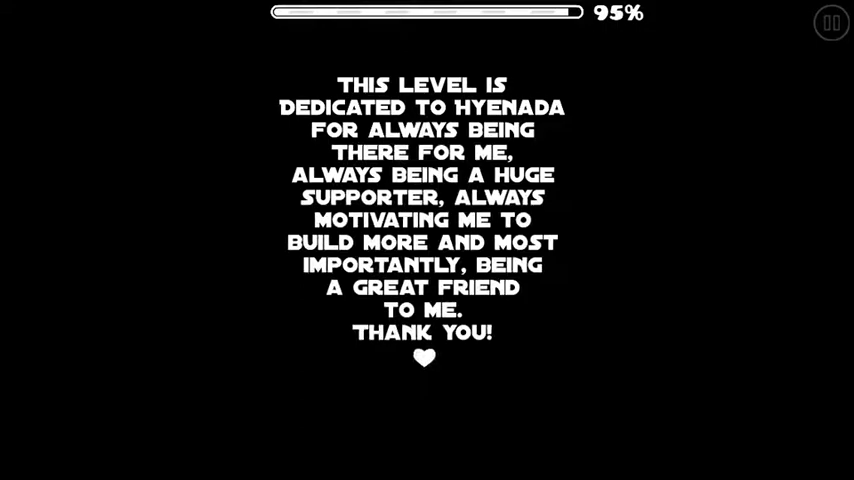 95%
THIS LEVEL IS
DEDICATED TO HYENADA
FOR ALWAYS BEING
THERE FOR ME,
ALWAYS BEING A HUGE
SUPPORTER, ALWAYS
MOTIVATING ME TO
BUILD MORE AND MOST
IMPORTANTLY, BEING
A GREAT FRIEND
TO ME.
THANK YOU!